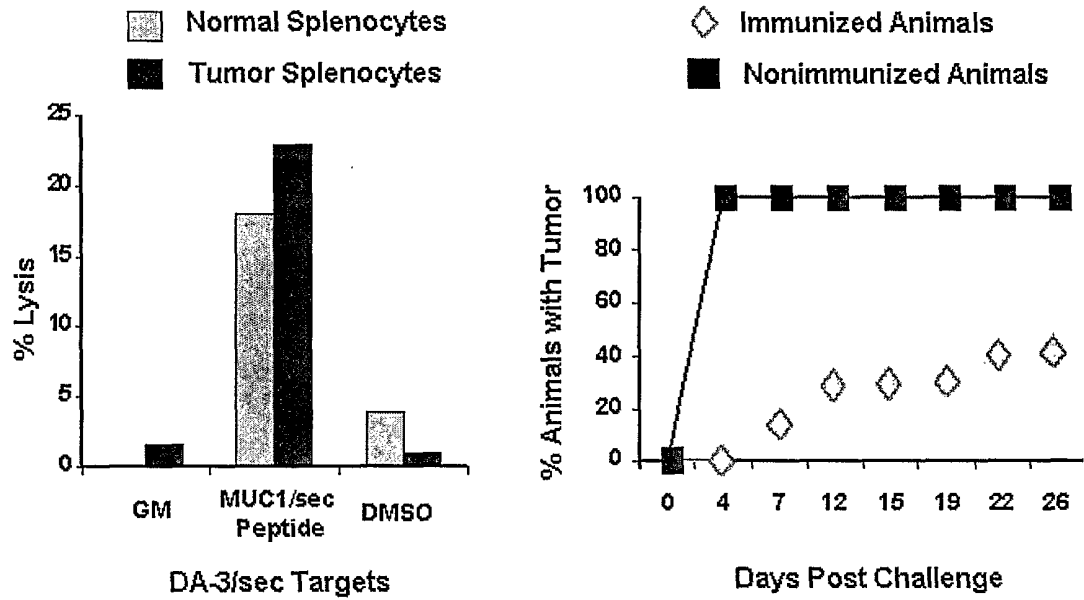 Normal Splenocytes
Tumor Splenocytes
25
20
15
10
5
0
% Lysis
GM
MUC1/sec
Peptide
DMSO
DA-3/sec Targets
Immunized Animals
Nonimmunized Animals
100
80
60
40
20
0
% Animals with Tumor
0 4 7 12 15 19 22 26
Days Post Challenge